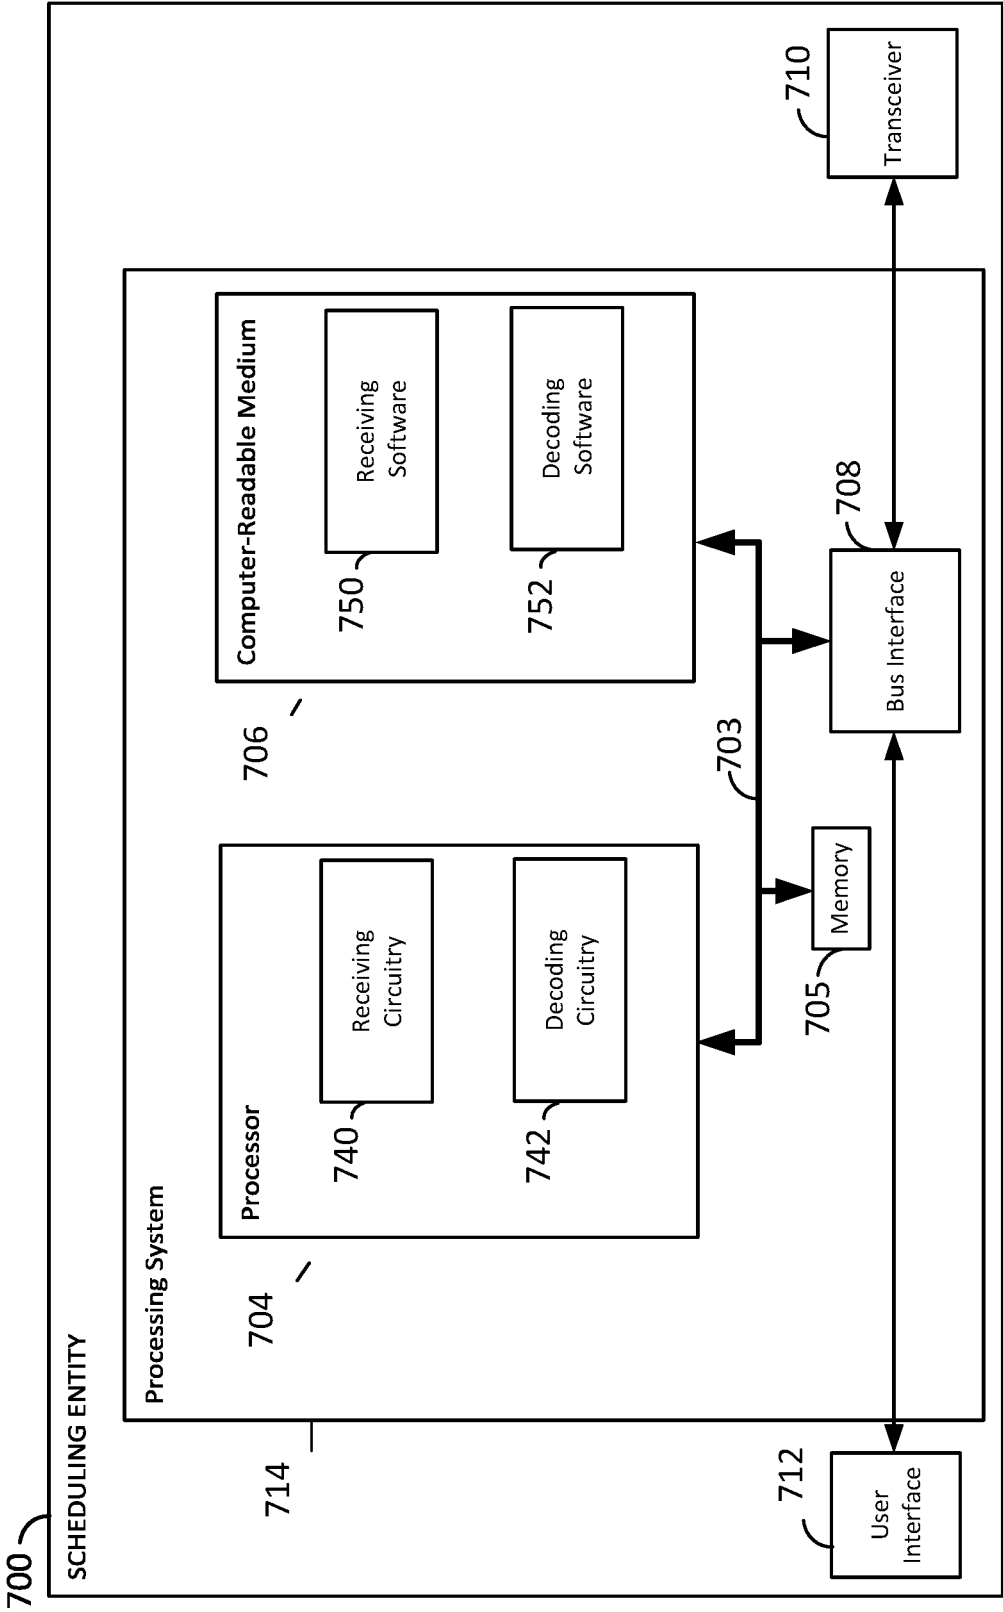 700
SCHEDULING ENTITY
714
Processing System
704
Processor
740
Receiving
Circuitry
742
Decoding
Circuitry
706
Computer-Readable Medium
750
Receiving
Software
752
Decoding
Software
703
705
Memory
708
Bus Interface
712
User
Interface
710
Transceiver